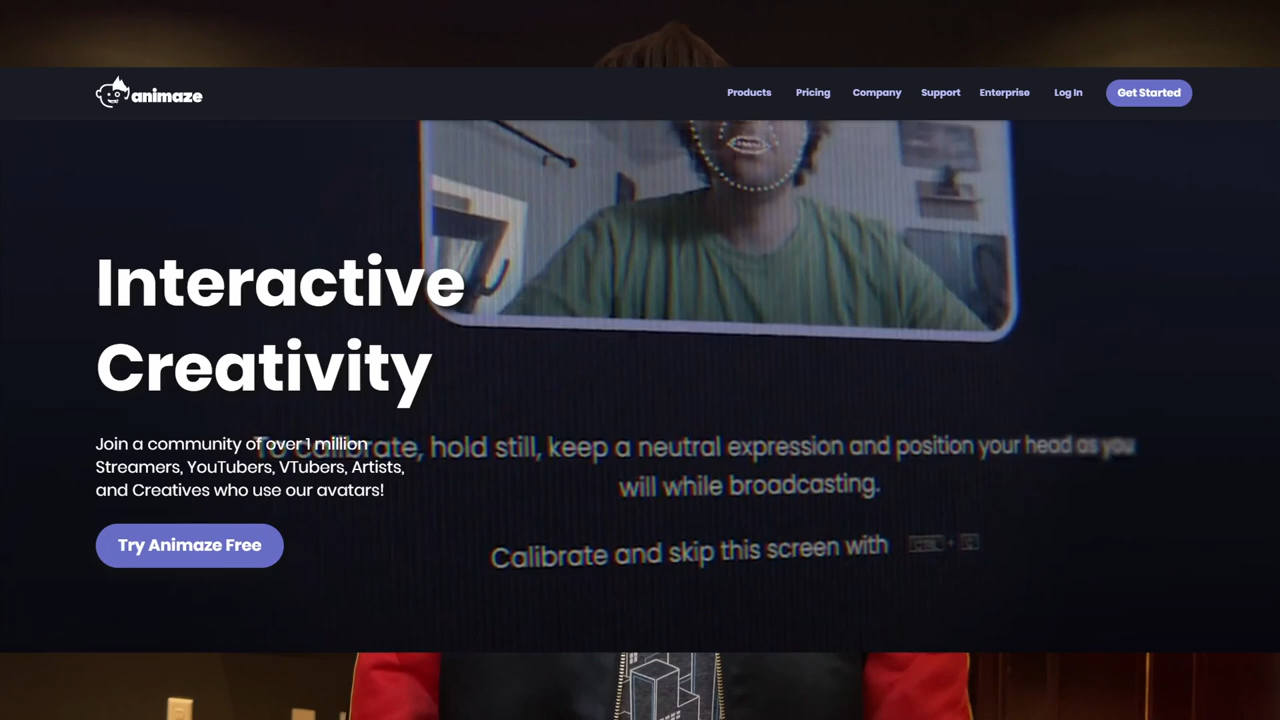 animaze
Products Pricing Company Support Enterprise Log In Get Started
Interactive
Creativity
Join a community of over 1 million
Streamers, YouTubers, VTubers, Artists,
and Creatives who use our avatars!
Try Animaze Free
To calibrate, hold still, keep a neutral expression and position your head as you
will while broadcasting.
Calibrate and skip this screen with